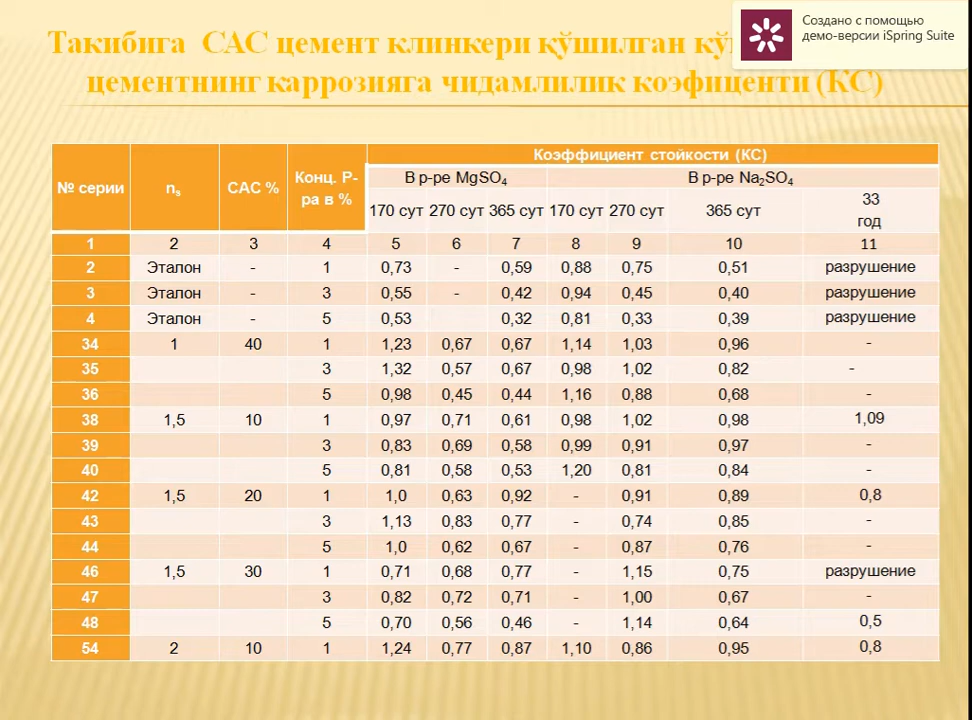 Создано с помощью
демо-версии iSpring Suite
Такибига САС цемент клинкери қўшилган
цементнинг каррозияга чидамлилик коэфиценти (КС)
№ серии ns САС % Конц. Р-ра в % Коэффициент стойкости (КС)
В р-ре MgSO4 В р-ре Na2SO4
170 сут 270 сут 365 сут 170 сут 270 сут 365 сут 33 год
1 2 3 4 5 6 7 8 9 10 11
2 Эталон - 1 0,73 - 0,59 0,88 0,75 0,51 разрушение
3 Эталон - 3 0,55 - 0,42 0,94 0,45 0,40 разрушение
4 Эталон - 5 0,53 0,32 0,81 0,33 0,39 разрушение
34 1 40 1 1,23 0,67 0,67 1,14 1,03 0,96 -
35 3 1,32 0,57 0,67 0,98 1,02 0,82 -
36 5 0,98 0,45 0,44 1,16 0,88 0,68 -
38 1,5 10 1 0,97 0,71 0,61 0,98 1,02 0,98 1,09
39 3 0,83 0,69 0,58 0,99 0,91 0,97 -
40 5 0,81 0,58 0,53 1,20 0,81 0,84 -
42 1,5 20 1 1,0 0,63 0,92 - 0,91 0,89 0,8
43 3 1,13 0,83 0,77 - 0,74 0,85 -
44 5 1,0 0,62 0,67 - 0,87 0,76 -
46 1,5 30 1 0,71 0,68 0,77 - 1,15 0,75 разрушение
47 3 0,82 0,72 0,71 - 1,00 0,67 -
48 5 0,70 0,56 0,46 - 1,14 0,64 0,5
54 2 10 1 1,24 0,77 0,87 1,10 0,86 0,95 0,8